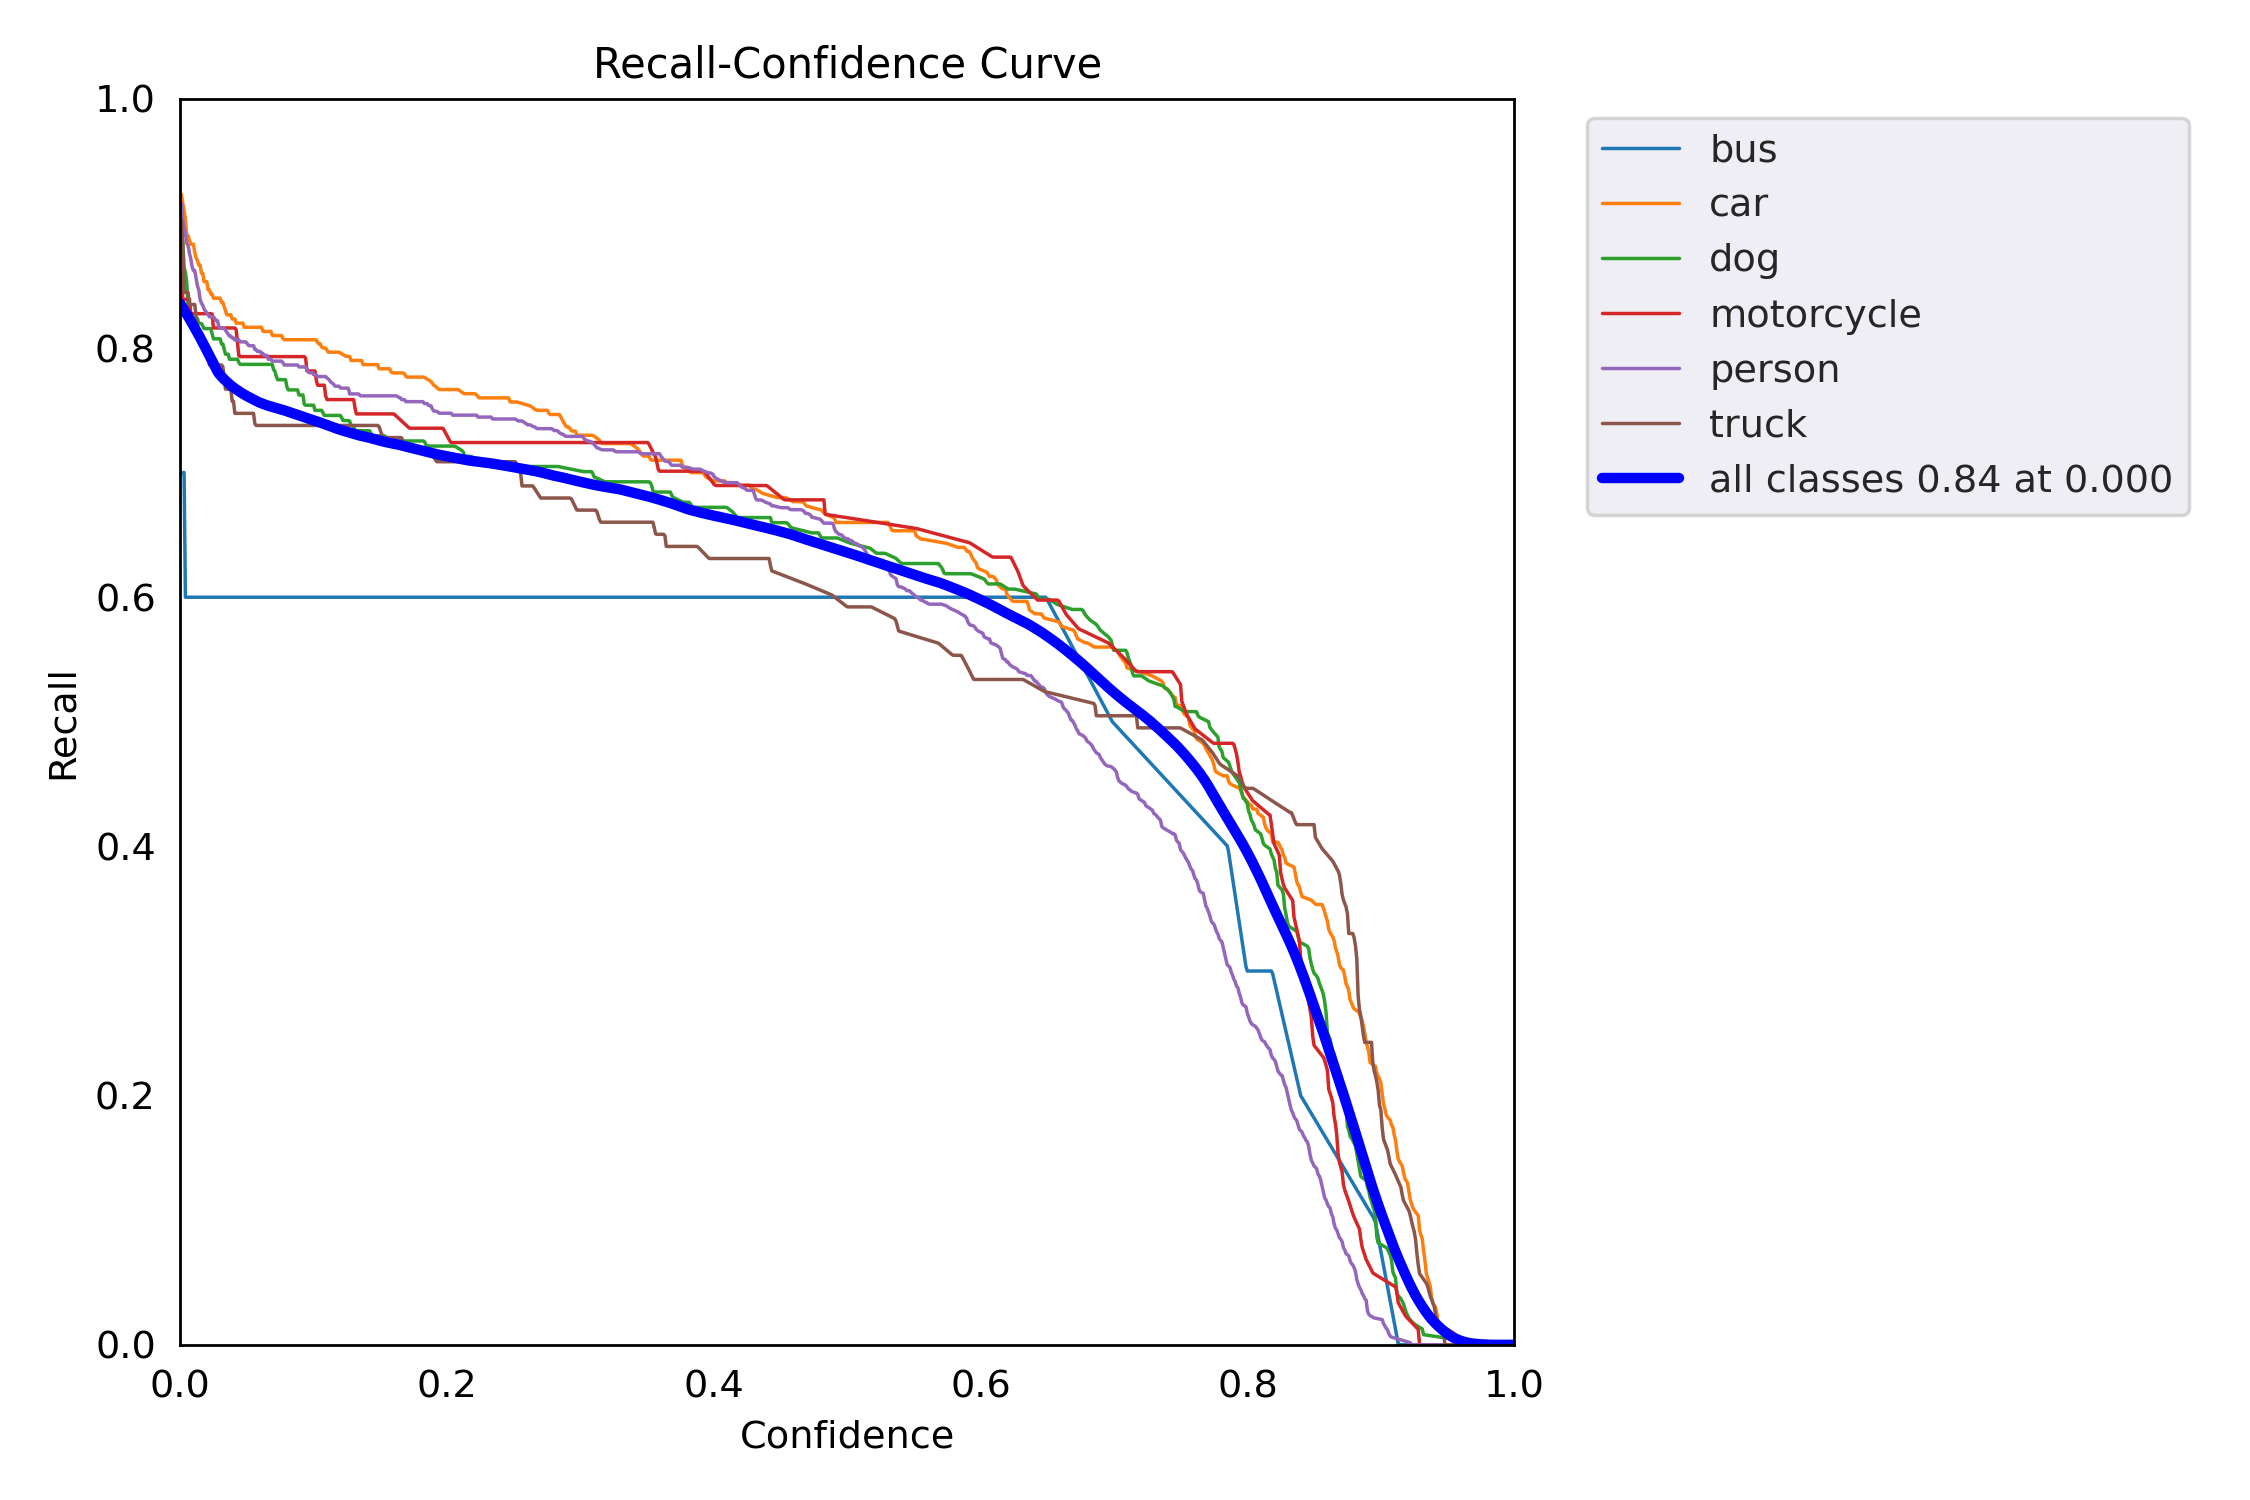 Recall-Confidence Curve
1.0
0.8
0.6
0.4
0.2
0.0
Recall
0.0 0.2 0.4 0.6 0.8 1.0
Confidence
bus
car
dog
motorcycle
person
truck
all classes 0.84 at 0.000